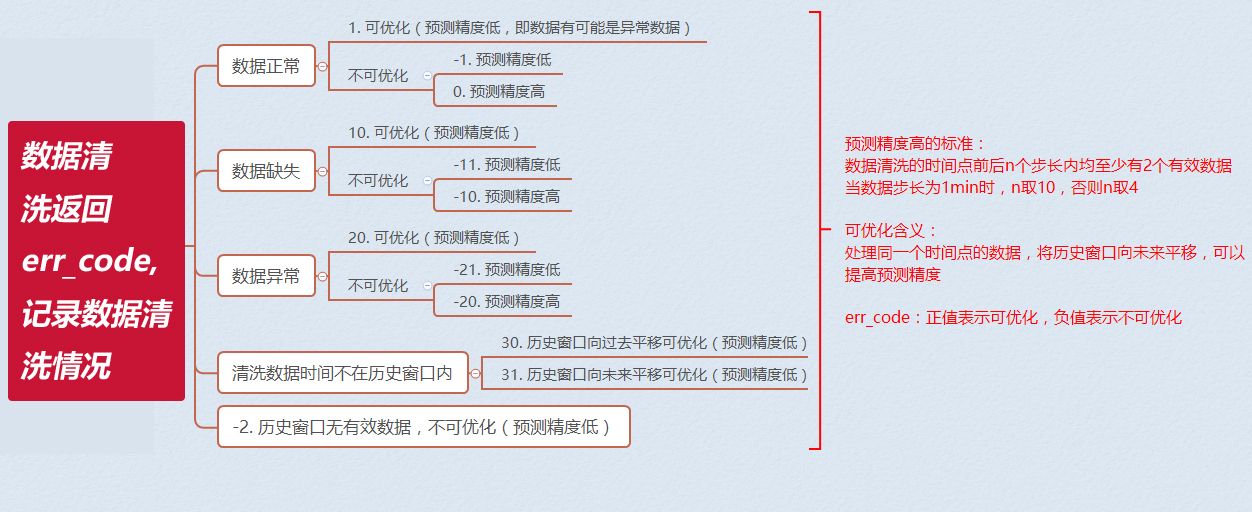 数据清
洗返回
err_code,
记录数据清
洗情况
数据正常
1. 可优化（预测精度低，即数据有可能是异常数据）
不可优化
-1. 预测精度低
0. 预测精度高
数据缺失
10. 可优化（预测精度低）
不可优化
-11. 预测精度低
-10. 预测精度高
数据异常
20. 可优化（预测精度低）
不可优化
-21. 预测精度低
-20. 预测精度高
清洗数据时间不在历史窗口内
30. 历史窗口向过去平移可优化（预测精度低）
31. 历史窗口向未来平移可优化（预测精度低）
-2. 历史窗口无有效数据，不可优化（预测精度低）
预测精度高的标准：
数据清洗的时间点前后n个步长内均至少有2个有效数据
当数据步长为1min时，n取10，否则n取4
可优化含义：
处理同一个时间点的数据，将历史窗口向未来平移，可以
提高预测精度
err_code：正值表示可优化，负值表示不可优化